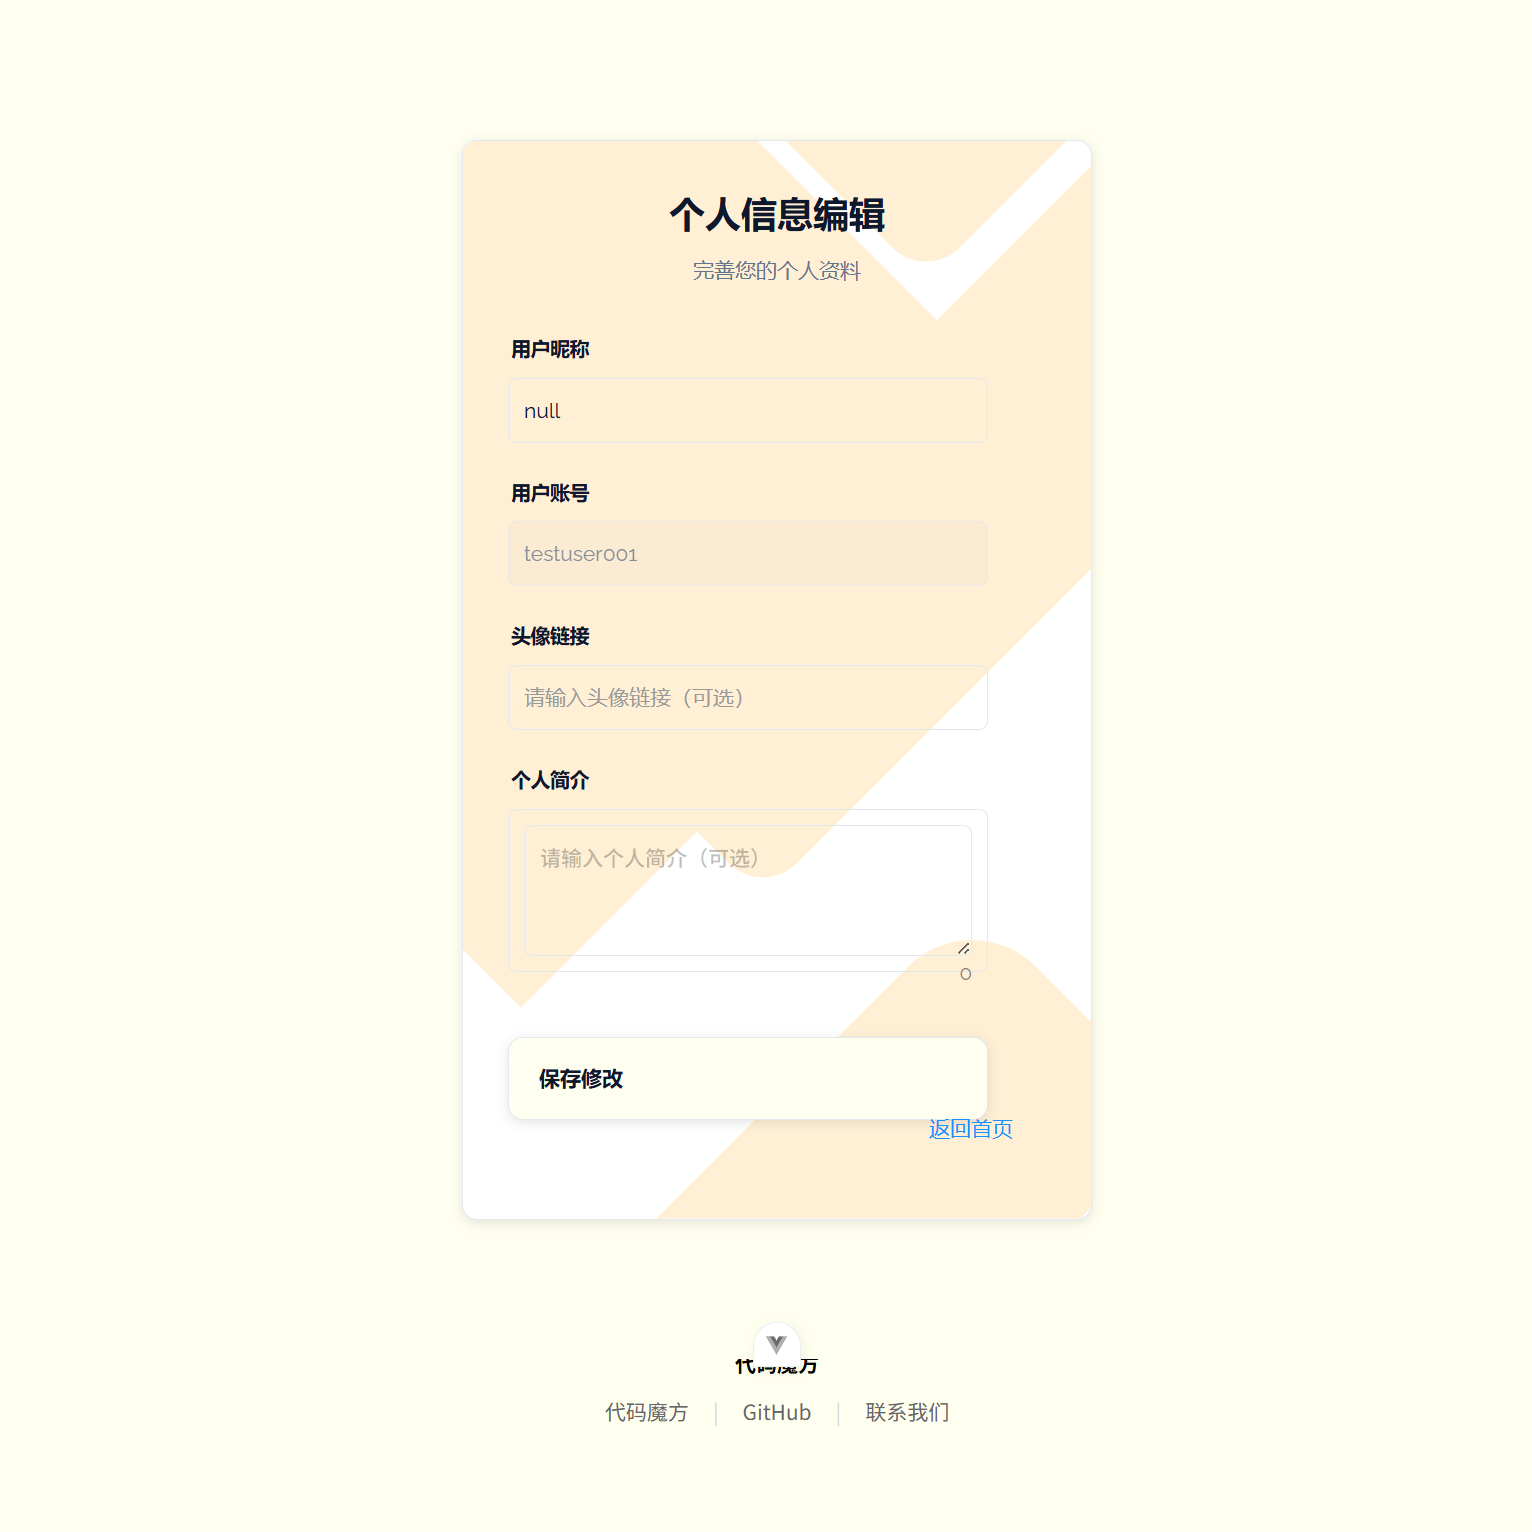 个人信息编辑
完善您的个人资料
用户昵称
null
用户账号
testuser001
头像链接
请输入头像链接（可选）
个人简介
请输入个人简介（可选）
0
保存修改
返回首页
代码魔方
代码魔方 | GitHub | 联系我们